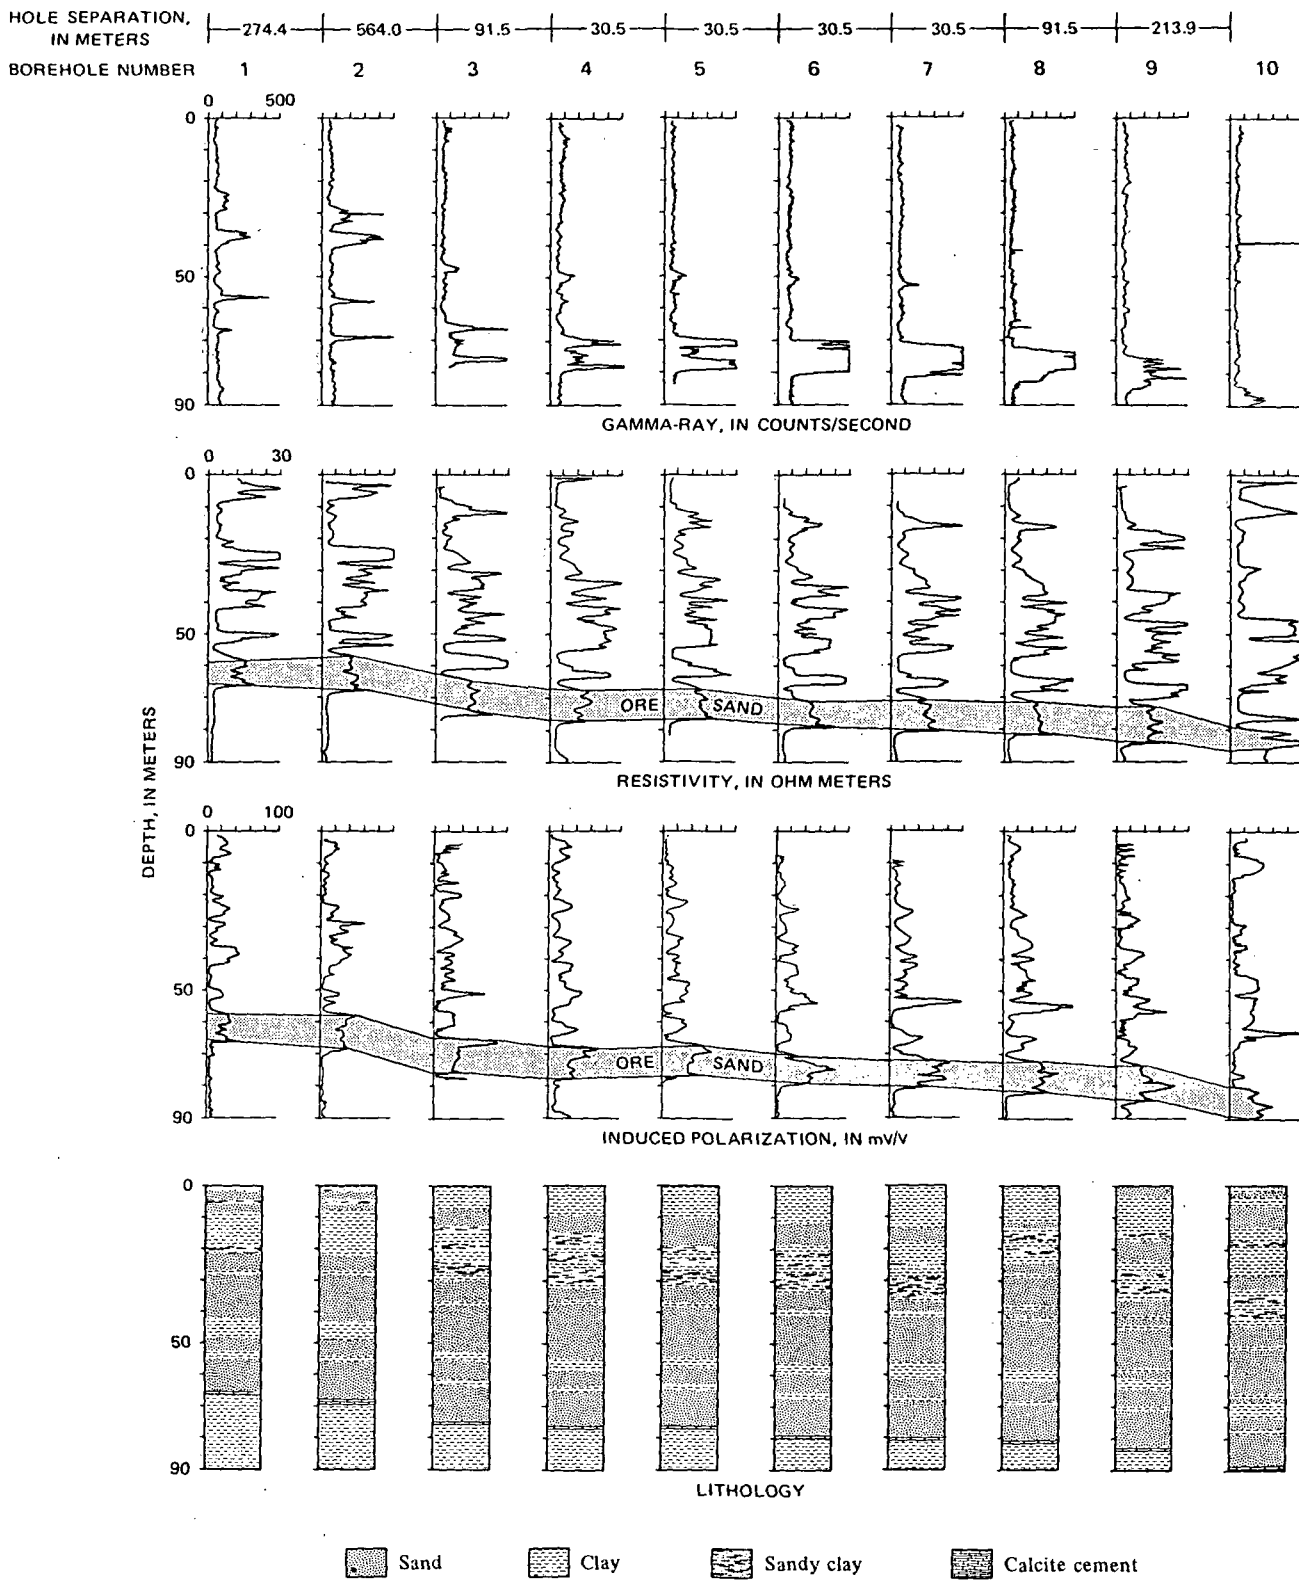 HOLE SEPARATION, IN METERS
274.4 564.0 91.5 30.5 30.5 30.5 30.5 91.5 213.9
BOREHOLE NUMBER 1 2 3 4 5 6 7 8 9 10
0 500
0
50
90
GAMMA-RAY, IN COUNTS/SECOND
0 30
0
50
ORE SAND
90
RESISTIVITY, IN OHM METERS
DEPTH, IN METERS
0 100
0
50
ORE SAND
90
INDUCED POLARIZATION, IN mV/V
0
50
90
LITHOLOGY
Sand Clay Sandy clay Calcite cement